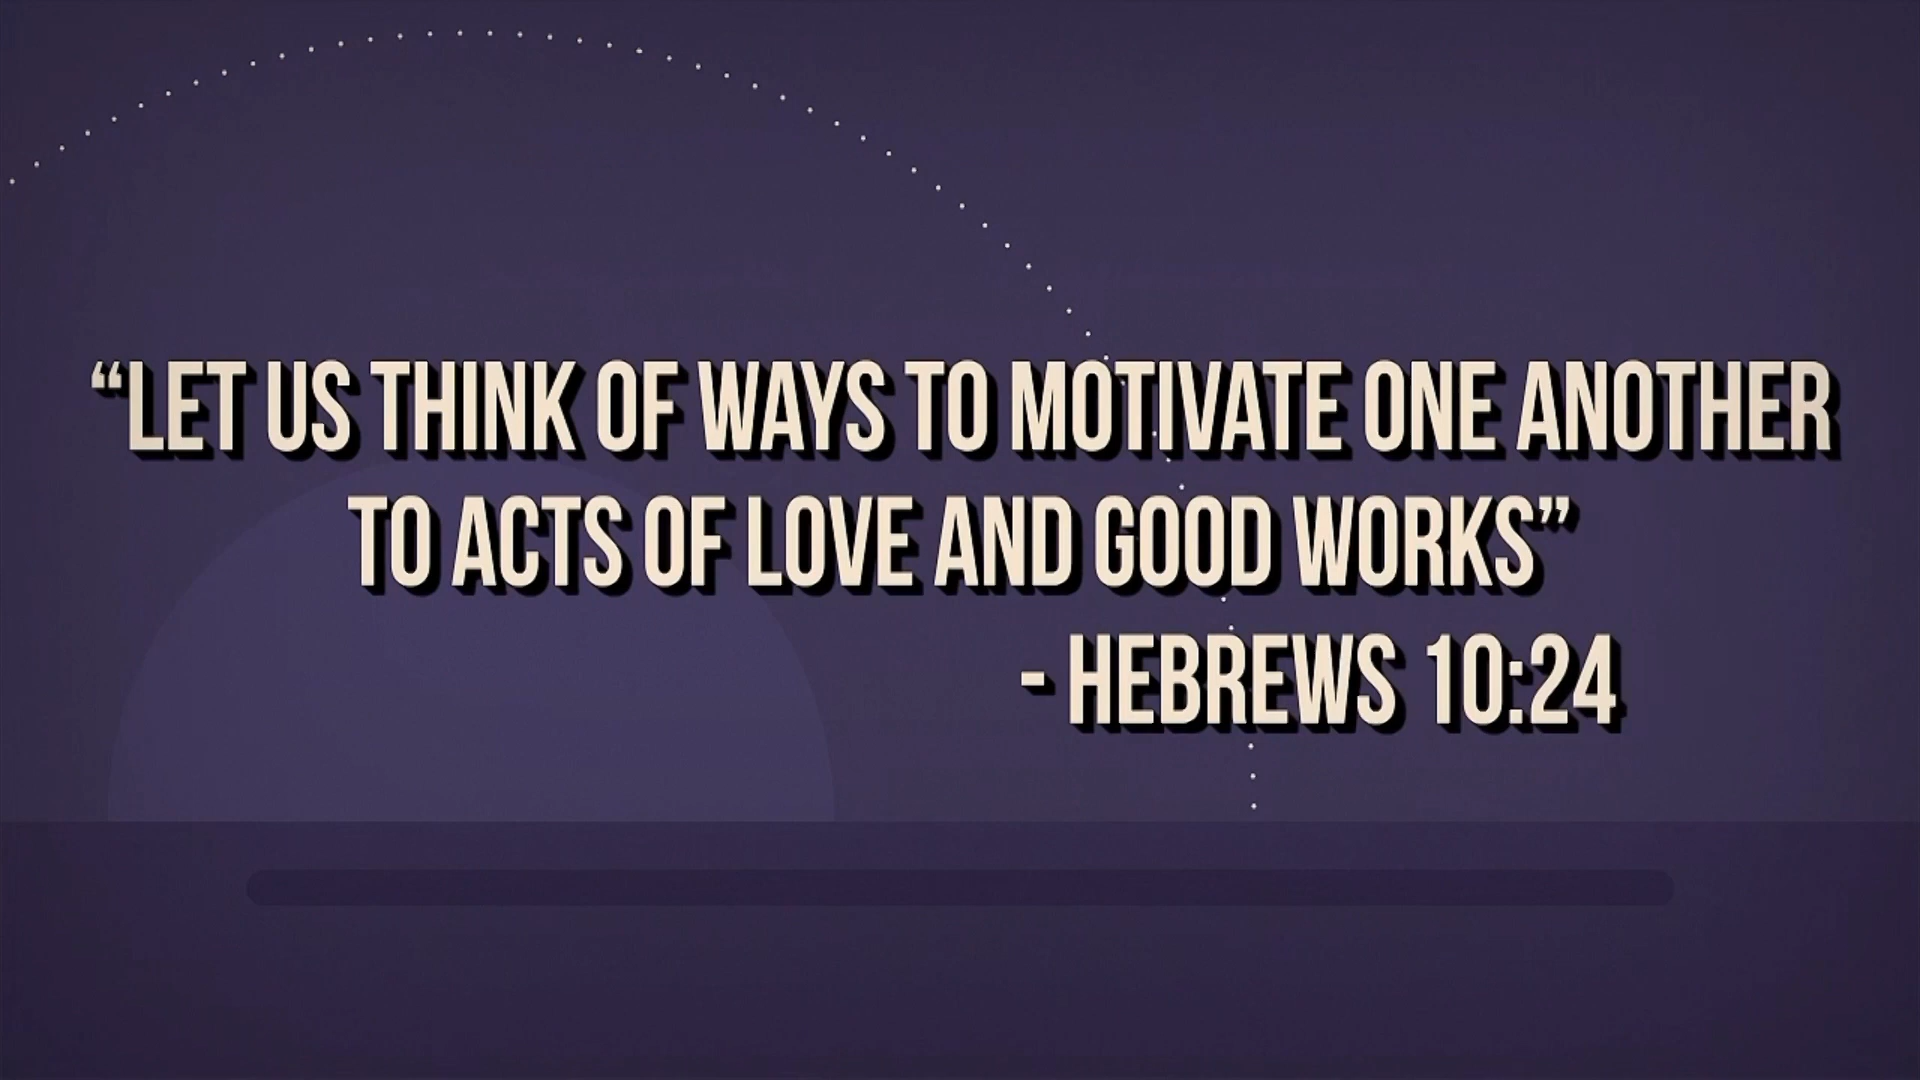 “LET US THINK OF WAYS TO MOTIVATE ONE ANOTHER
TO ACTS OF LOVE AND GOOD WORKS”
- HEBREWS 10:24